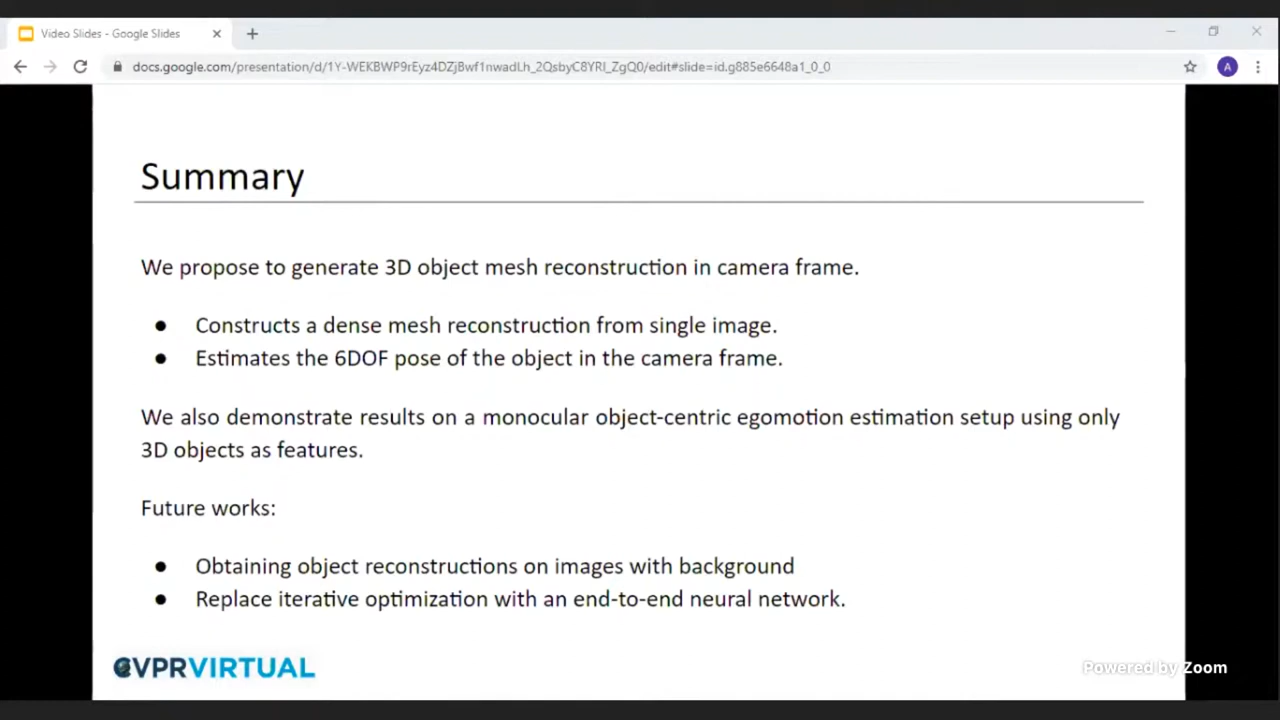 Video Slides - Google Slides
docs.google.com/presentation/d/1Y-WEKBWP9rEyz4DZjBwf1nwadLh_2QsbyC8YRl_ZgQ0/edit#slide=id.g885e6648a1_0_0
A
Summary
We propose to generate 3D object mesh reconstruction in camera frame.
● Constructs a dense mesh reconstruction from single image.
● Estimates the 6DOF pose of the object in the camera frame.
We also demonstrate results on a monocular object-centric egomotion estimation setup using only
3D objects as features.
Future works:
● Obtaining object reconstructions on images with background
● Replace iterative optimization with an end-to-end neural network.
CVPRVIRTUAL
Powered by Zoom